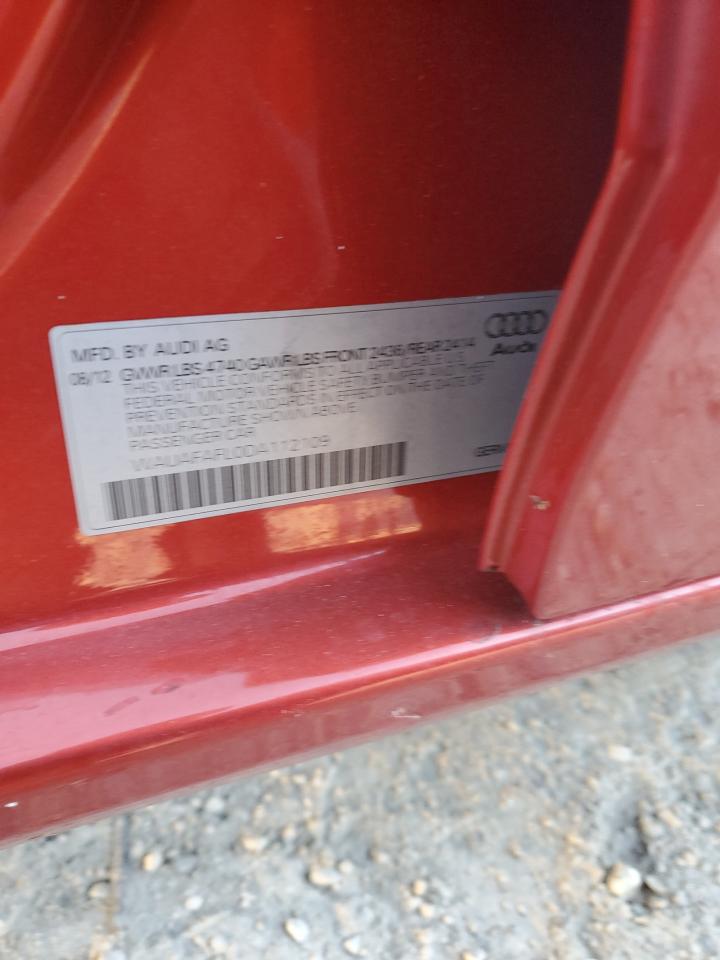 MFD. BY AUDI AG
08/12 GVWR LBS 4740 GAWR LBS FRONT 2436 / REAR 2414
THIS VEHICLE CONFORMS TO ALL APPLICABLE U.S.
FEDERAL MOTOR VEHICLE SAFETY, BUMPER AND THEFT
PREVENTION STANDARDS IN EFFECT ON THE DATE OF
MANUFACTURE SHOWN ABOVE.
PASSENGER CAR
WAUAFAFL0DA112109
Audi
GERM